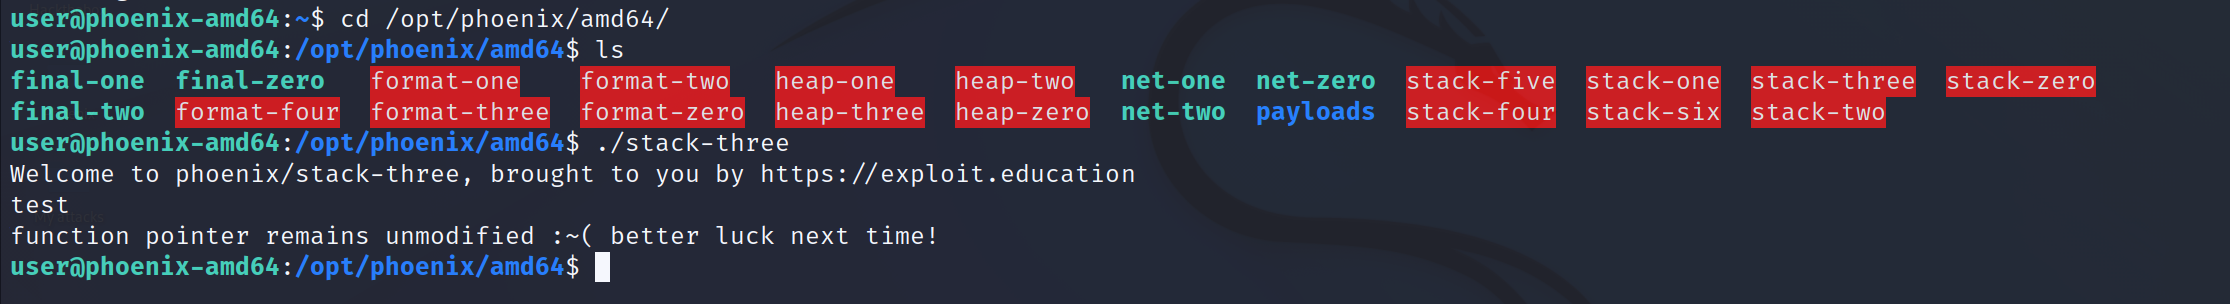 user@phoenix-amd64:~$ cd /opt/phoenix/amd64/
user@phoenix-amd64:/opt/phoenix/amd64$ ls
final-one  final-zero   format-one    format-two   heap-one    heap-two   net-one  net-zero  stack-five  stack-one  stack-three  stack-zero
final-two  format-four  format-three  format-zero  heap-three  heap-zero  net-two  payloads  stack-four  stack-six  stack-two
user@phoenix-amd64:/opt/phoenix/amd64$ ./stack-three
Welcome to phoenix/stack-three, brought to you by https://exploit.education
test
function pointer remains unmodified :~( better luck next time!
user@phoenix-amd64:/opt/phoenix/amd64$